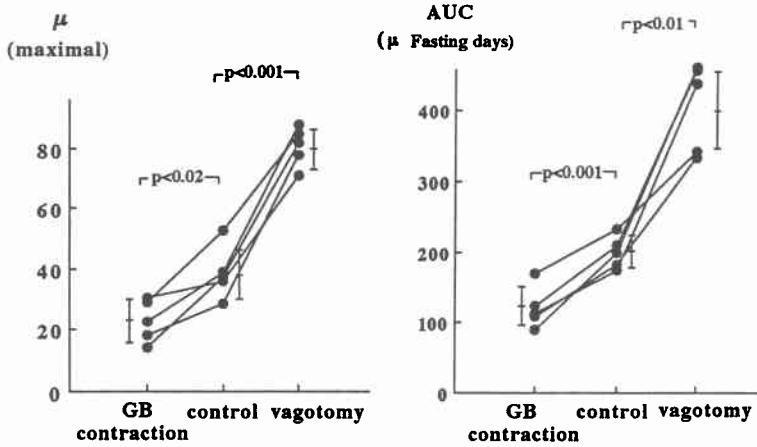 μ
(maximal)
p<0.001
80
p<0.02
60
40
20
0
GB control vagotomy
contraction
AUC
(μ Fasting days)
p<0.01
400
300
p<0.001
200
100
0
GB control vagotomy
contraction